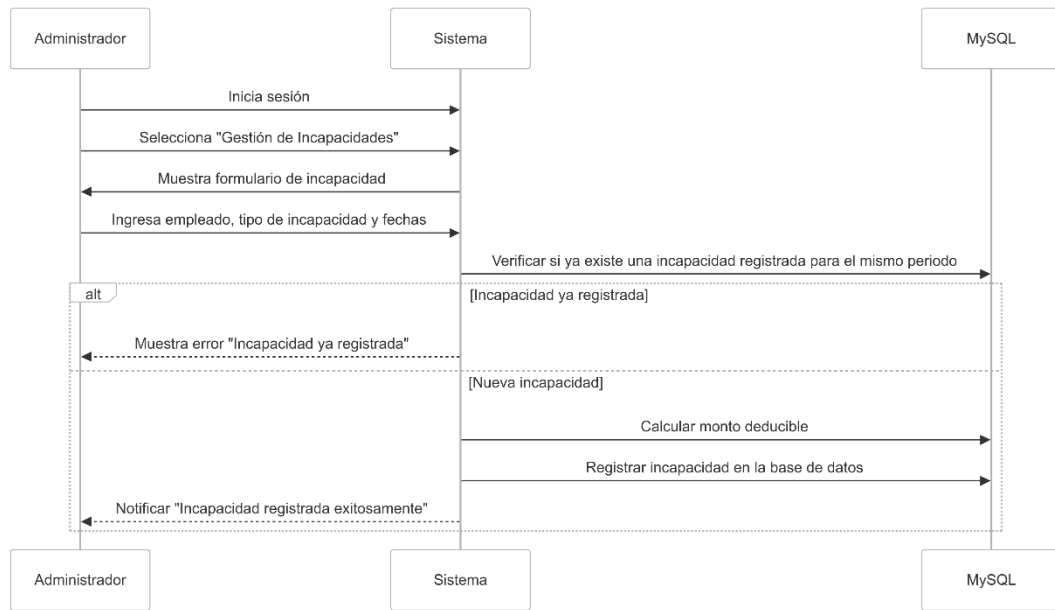 Administrador
Sistema
MySQL
Inicia sesión
Selecciona "Gestión de Incapacidades"
Muestra formulario de incapacidad
Ingresa empleado, tipo de incapacidad y fechas
Verificar si ya existe una incapacidad registrada para el mismo periodo
alt
[Incapacidad ya registrada]
Muestra error "Incapacidad ya registrada"
[Nueva incapacidad]
Calcular monto deducible
Registrar incapacidad en la base de datos
Notificar "Incapacidad registrada exitosamente"
Administrador
Sistema
MySQL